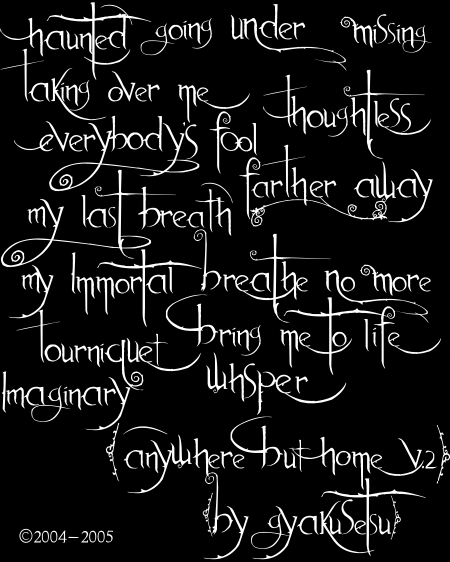 haunted going under missing
taking over me thoughtless
everybody's fool
farther away
my last breath
my Immortal breathe no more
tourniquet bring me to life
Imaginary whsper
(anywhere but home v.2)
(by gyakusetsu)
©2004-2005